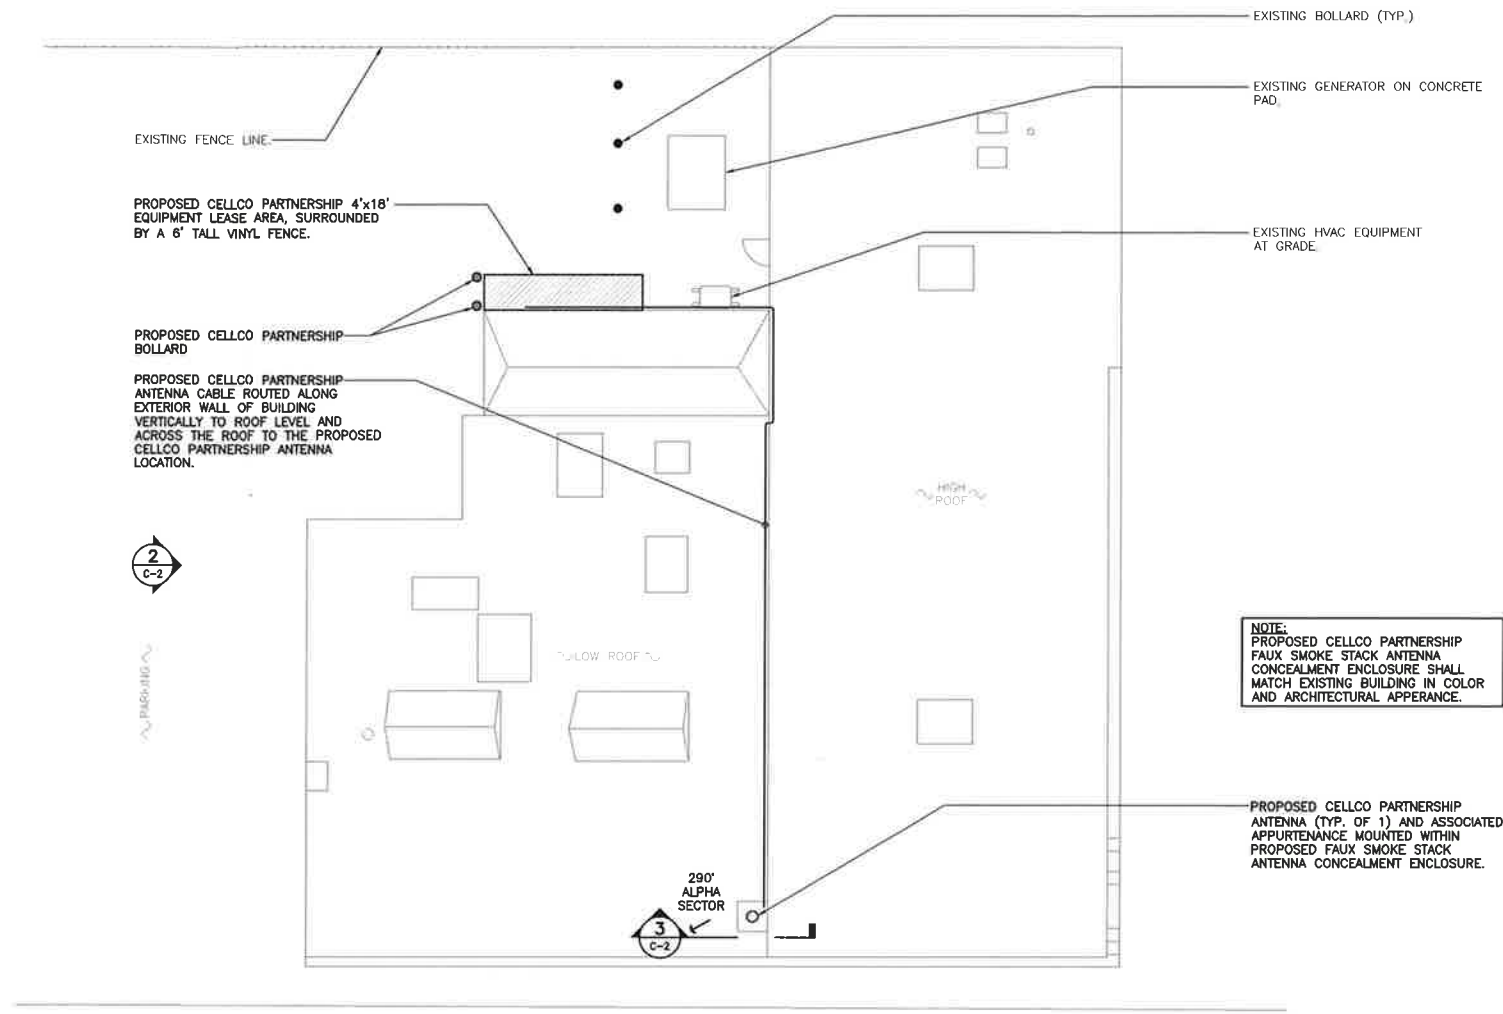 EXISTING BOLLARD (TYP.)
EXISTING GENERATOR ON CONCRETE
PAD.
EXISTING FENCE LINE.
PROPOSED CELLCO PARTNERSHIP 4'x18'
EQUIPMENT LEASE AREA, SURROUNDED
BY A 6' TALL VINYL FENCE.
EXISTING HVAC EQUIPMENT
AT GRADE.
PROPOSED CELLCO PARTNERSHIP
BOLLARD
PROPOSED CELLCO PARTNERSHIP
ANTENNA CABLE ROUTED ALONG
EXTERIOR WALL OF BUILDING
VERTICALLY TO ROOF LEVEL AND
ACROSS THE ROOF TO THE PROPOSED
CELLCO PARTNERSHIP ANTENNA
LOCATION.
HIGH
ROOF
2
C-2
LOW ROOF
PARKING
NOTE:
PROPOSED CELLCO PARTNERSHIP
FAUX SMOKE STACK ANTENNA
CONCEALMENT ENCLOSURE SHALL
MATCH EXISTING BUILDING IN COLOR
AND ARCHITECTURAL APPERANCE.
PROPOSED CELLCO PARTNERSHIP
ANTENNA (TYP. OF 1) AND ASSOCIATED
APPURTENANCE MOUNTED WITHIN
PROPOSED FAUX SMOKE STACK
ANTENNA CONCEALMENT ENCLOSURE.
290°
ALPHA
SECTOR
3
C-2